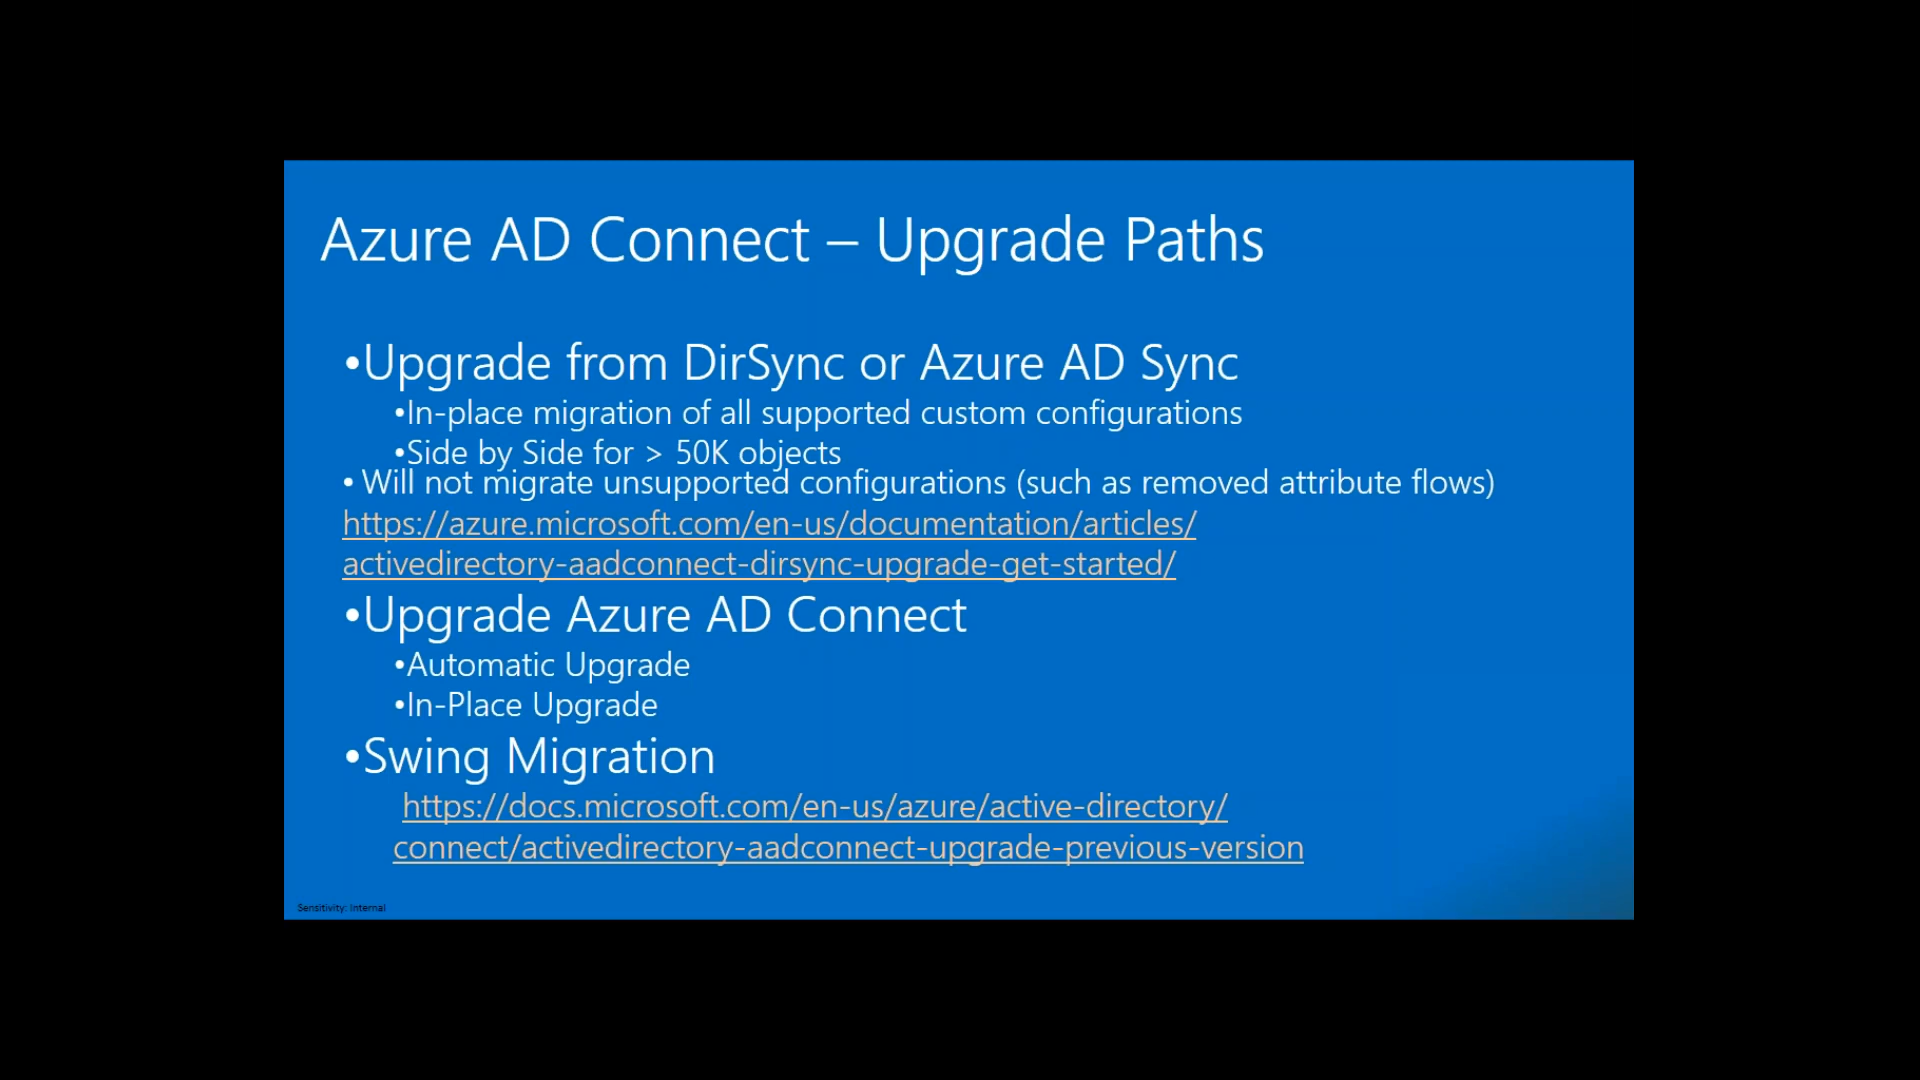 Azure AD Connect – Upgrade Paths
•Upgrade from DirSync or Azure AD Sync
•In-place migration of all supported custom configurations
•Side by Side for > 50K objects
• Will not migrate unsupported configurations (such as removed attribute flows)
https://azure.microsoft.com/en-us/documentation/articles/
activedirectory-aadconnect-dirsync-upgrade-get-started/
•Upgrade Azure AD Connect
•Automatic Upgrade
•In-Place Upgrade
•Swing Migration
https://docs.microsoft.com/en-us/azure/active-directory/
connect/activedirectory-aadconnect-upgrade-previous-version
Sensitivity: Internal